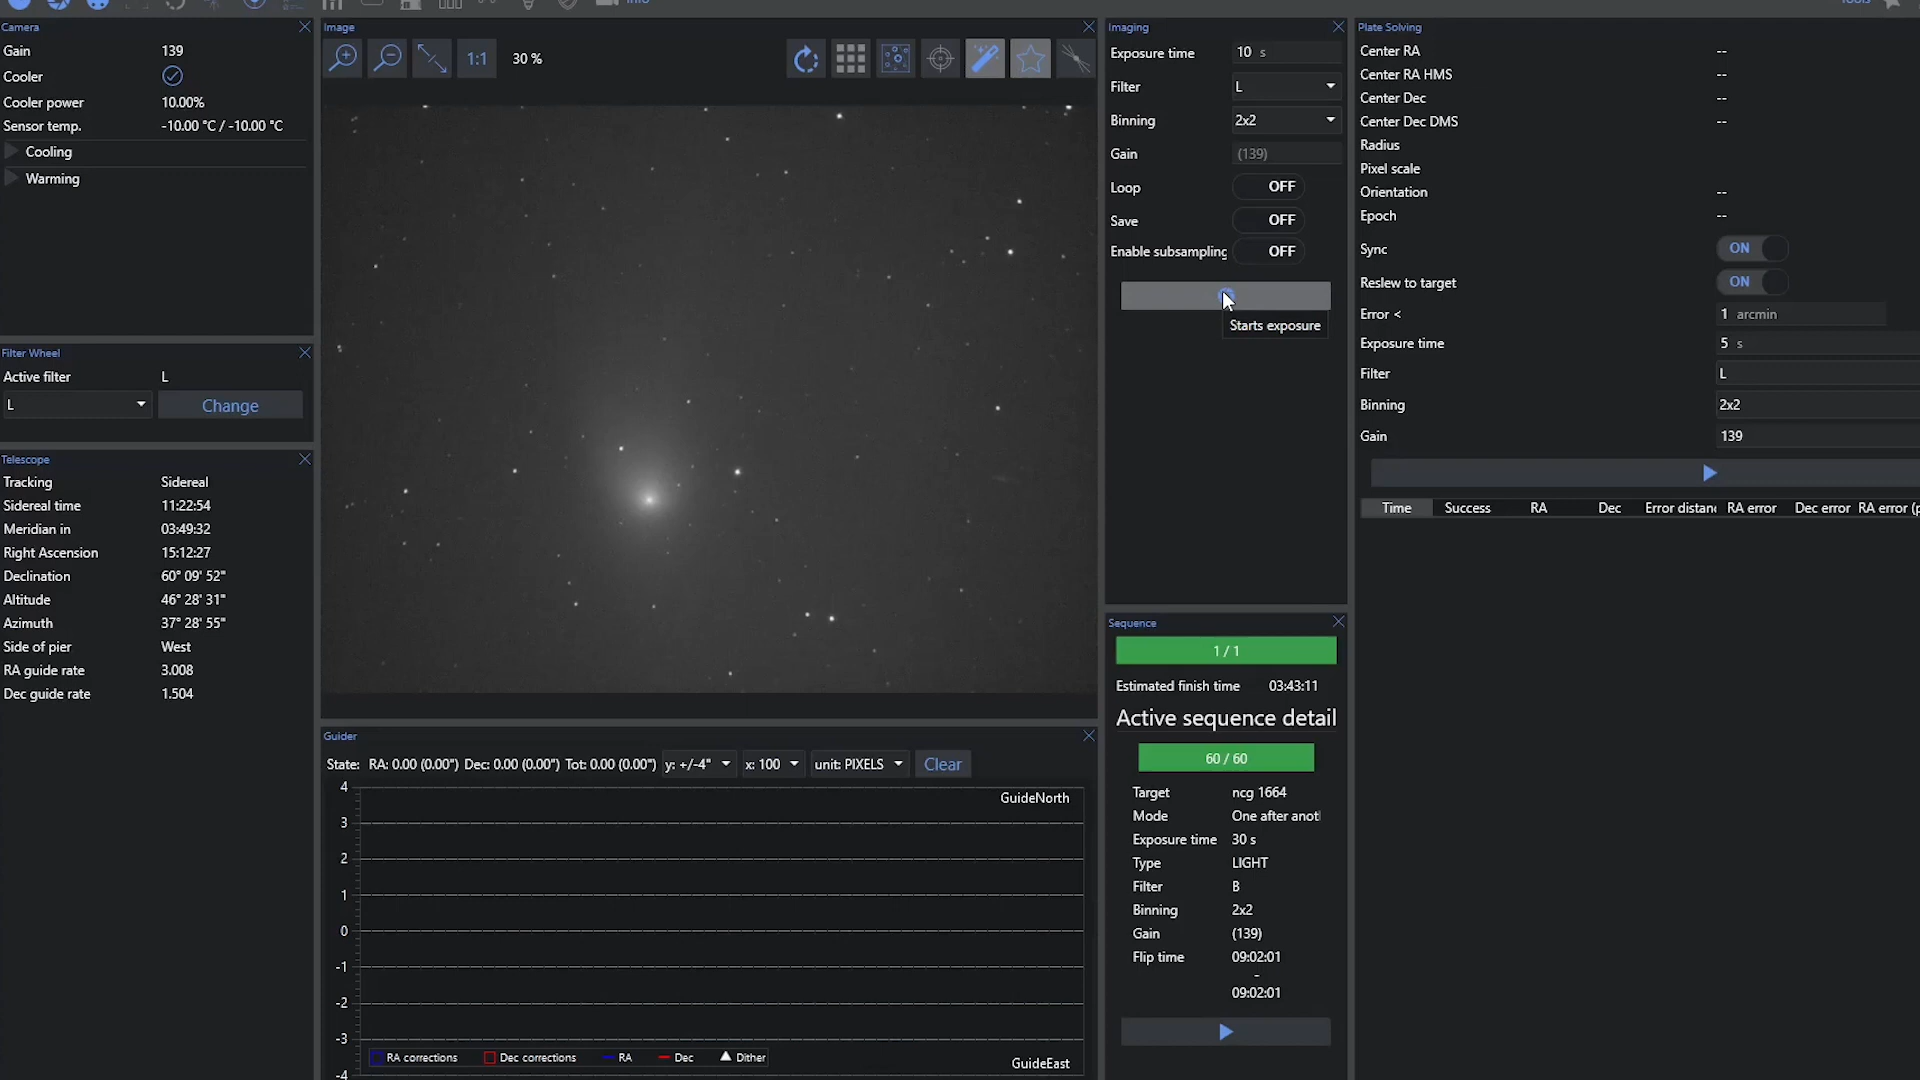 Info
Tools
Camera
Gain 139
Cooler
Cooler power 10.00%
Sensor temp. -10.00 °C / -10.00 °C
Cooling
Warming
Filter Wheel
Active filter L
L Change
Telescope
Tracking Sidereal
Sidereal time 11:22:54
Meridian in 03:49:32
Right Ascension 15:12:27
Declination 60° 09' 52"
Altitude 46° 28' 31"
Azimuth 37° 28' 55"
Side of pier West
RA guide rate 3.008
Dec guide rate 1.504
Image
1:1 30 %
Guider
State: RA: 0.00 (0.00") Dec: 0.00 (0.00") Tot: 0.00 (0.00") y: +/-4" x: 100 unit: PIXELS Clear
4
3
2
1
0
-1
-2
-3
-4
GuideNorth
RA corrections Dec corrections RA Dec Dither
GuideEast
Imaging
Exposure time 10 s
Filter L
Binning 2x2
Gain (139)
Loop OFF
Save OFF
Enable subsampling OFF
Starts exposure
Sequence
1 / 1
Estimated finish time 03:43:11
Active sequence detail
60 / 60
Target ncg 1664
Mode One after anot
Exposure time 30 s
Type LIGHT
Filter B
Binning 2x2
Gain (139)
Flip time 09:02:01
-
09:02:01
Plate Solving
Center RA --
Center RA HMS --
Center Dec --
Center Dec DMS --
Radius
Pixel scale
Orientation --
Epoch --
Sync ON
Reslew to target ON
Error < 1 arcmin
Exposure time 5 s
Filter L
Binning 2x2
Gain 139
Time Success RA Dec Error distanc RA error Dec error RA error (p